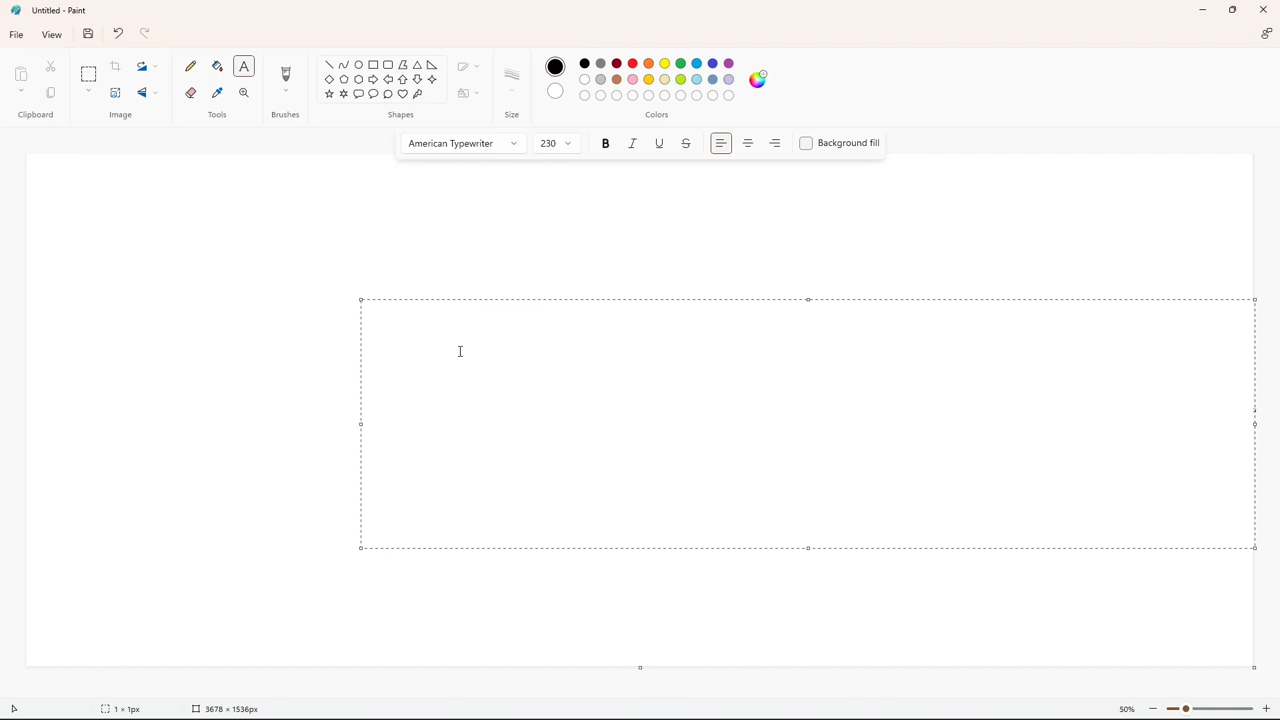 Untitled - Paint
File View
Clipboard Image Tools Brushes Shapes Size Colors
American Typewriter 230 B I U S Background fill
1 × 1px 3678 × 1536px 50%